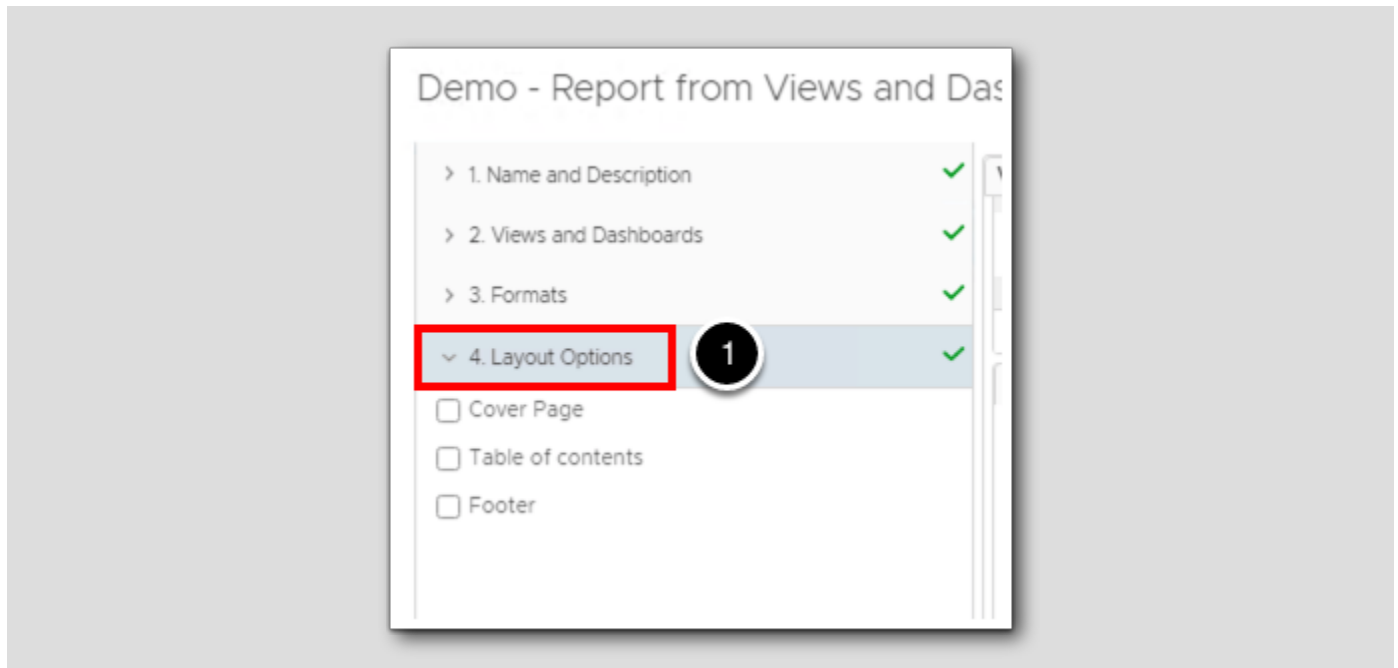 Demo - Report from Views and Das
1. Name and Description
2. Views and Dashboards
3. Formats
4. Layout Options
1
Cover Page
Table of contents
Footer